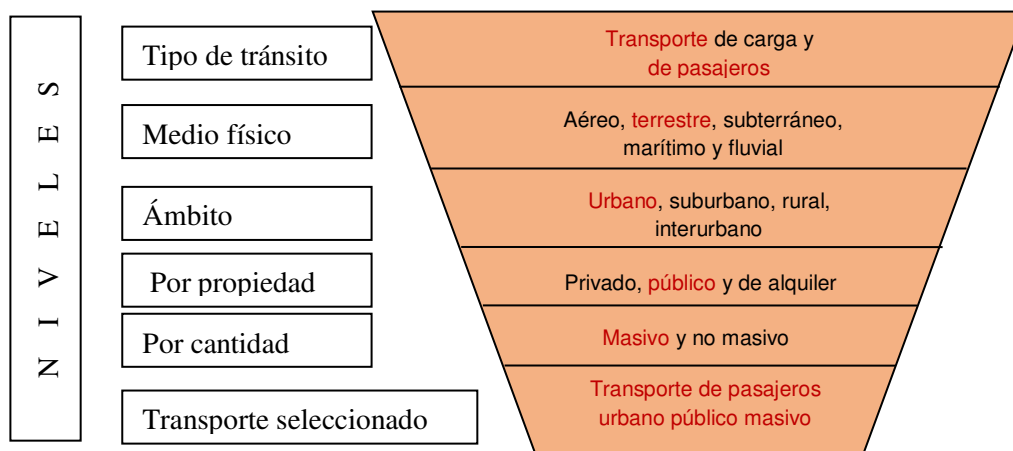 NIVELES
Tipo de tránsito
Transporte de carga y
de pasajeros
Medio físico
Aéreo, terrestre, subterráneo,
marítimo y fluvial
Ámbito
Urbano, suburbano, rural,
interurbano
Por propiedad
Privado, público y de alquiler
Por cantidad
Masivo y no masivo
Transporte seleccionado
Transporte de pasajeros
urbano público masivo